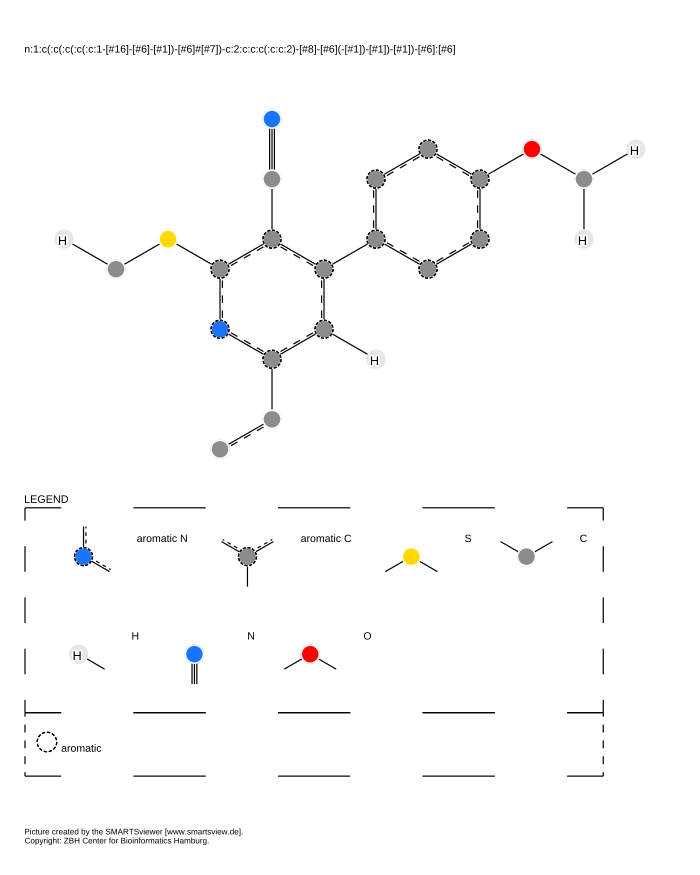 n:1:c(:c(:c(:c(:c:1-[#16]-[#6]-[#1])-[#6]#[#7])-c:2:c:c:c(:c:c:2)-[#8]-[#6](-[#1])-[#1])-[#1])-[#6]:[#6]
H
H
H
H
LEGEND
aromatic N
aromatic C
S
C
H
N
O
H
aromatic
Picture created by the SMARTSviewer [www.smartsview.de].
Copyright: ZBH Center for Bioinformatics Hamburg.